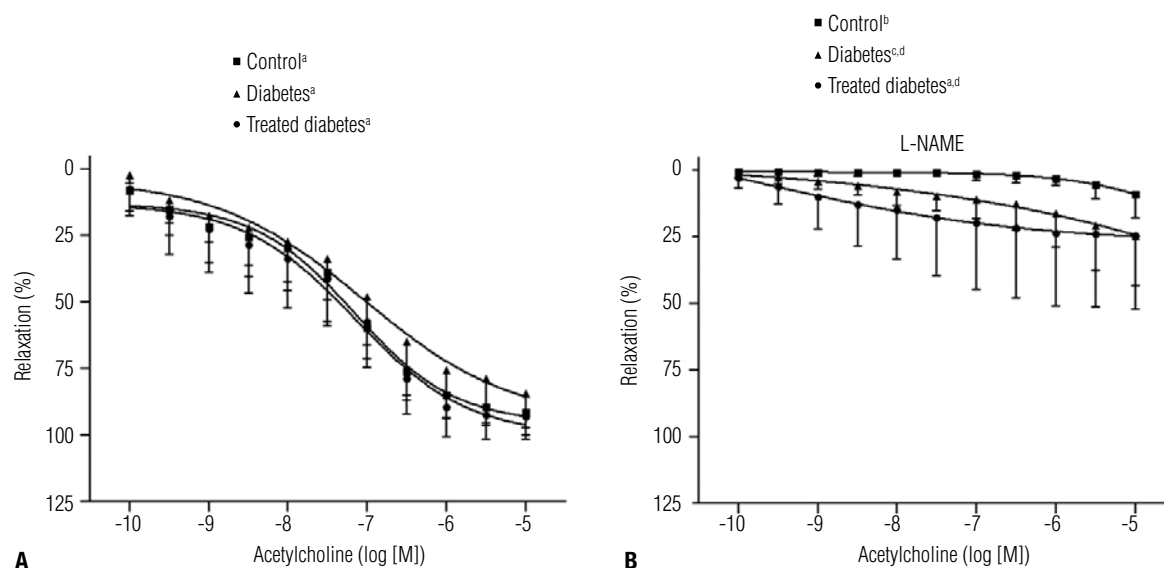 Control^a
Diabetes^a
Treated diabetes^a
0
25
50
75
100
125
Relaxation (%)
-10 -9 -8 -7 -6 -5
Acetylcholine (log [M])
A
Control^b
Diabetes^c,d
Treated diabetes^a,d
L-NAME
0
25
50
75
100
125
Relaxation (%)
-10 -9 -8 -7 -6 -5
Acetylcholine (log [M])
B